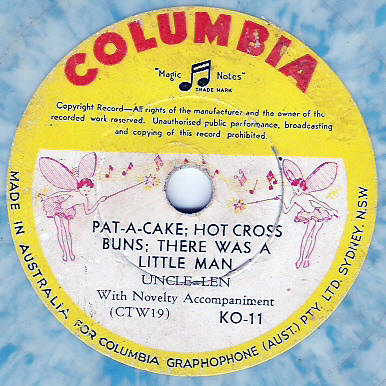 COLUMBIA
"Magic Notes"
TRADE MARK
Copyright Record—All rights of the manufacturer and the owner of the
recorded work reserved. Unauthorised public performance, broadcasting
and copying of this record prohibited.
PAT-A-CAKE; HOT CROSS
BUNS; THERE WAS A
LITTLE MAN
UNCLE LEN
With Novelty Accompaniment
(CTW19) KO-11
MADE IN AUSTRALIA. FOR COLUMBIA GRAPHOPHONE (AUST.) PTY. LTD. SYDNEY. N.S.W